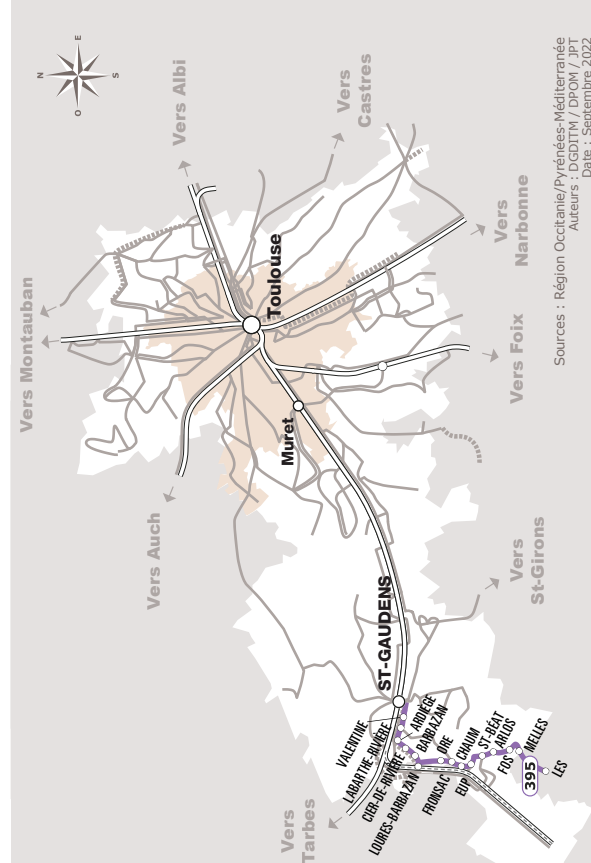 N
E
S
O
Vers Albi
Vers
Castres
Vers Montauban
Toulouse
Vers
Narbonne
Vers Foix
Muret
Vers Auch
Vers
St-Girons
ST-GAUDENS
Vers
Tarbes
VALENTINE
LABARTHE-RIVIÈRE
CIER-DE-RIVIÈRE
LOURES-BARBAZAN
ARDIÈGE
BARBAZAN
FRONSAC
ORE
CHAUM
EUP
ST-BÉAT
ARLOS
FOS
MELLES
LES
395
Sources : Région Occitanie/Pyrénées-Méditerranée
Auteurs : DGDITM / DPOM / JPT
Date : Septembre 2022